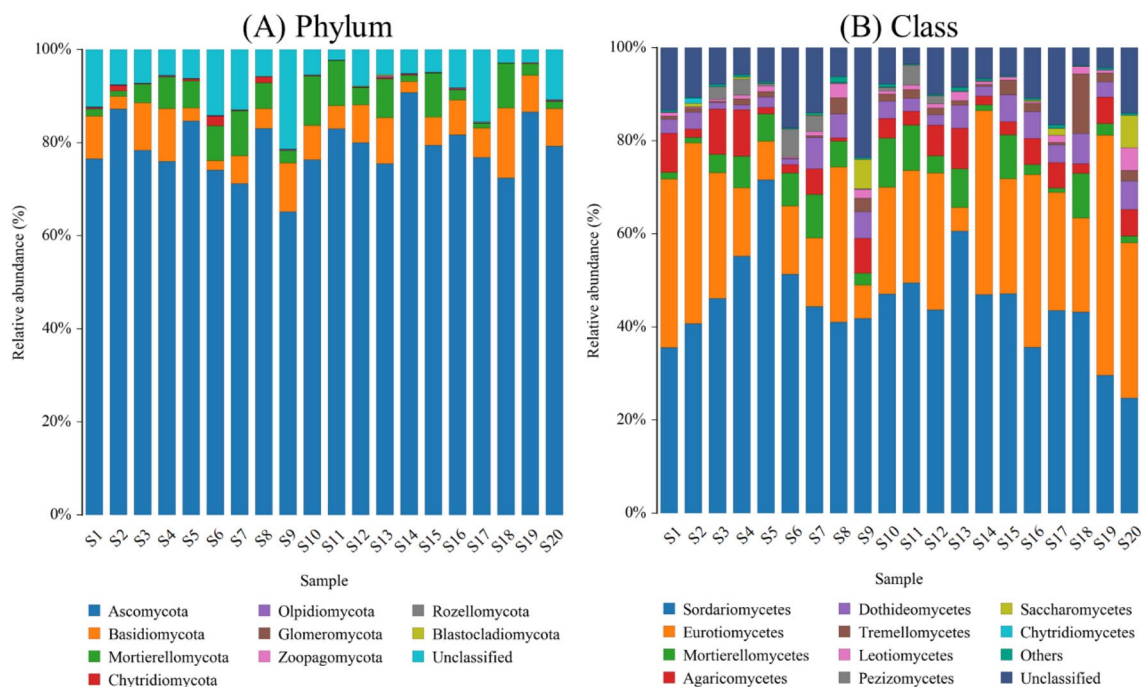 (A) Phylum
100%
80%
60%
40%
20%
0%
Relative abundance (%)
S1 S2 S3 S4 S5 S6 S7 S8 S9 S10 S11 S12 S13 S14 S15 S16 S17 S18 S19 S20
Sample
Ascomycota
Basidiomycota
Mortierellomycota
Chytridiomycota
Olpidiomycota
Glomeromycota
Zoopagomycota
Rozellomycota
Blastocladiomycota
Unclassified
(B) Class
100%
80%
60%
40%
20%
0%
Relative abundance (%)
S1 S2 S3 S4 S5 S6 S7 S8 S9 S10 S11 S12 S13 S14 S15 S16 S17 S18 S19 S20
Sample
Sordariomycetes
Eurotiomycetes
Mortierellomycetes
Agaricomycetes
Dothideomycetes
Tremellomycetes
Leotiomycetes
Pezizomycetes
Saccharomycetes
Chytridiomycetes
Others
Unclassified